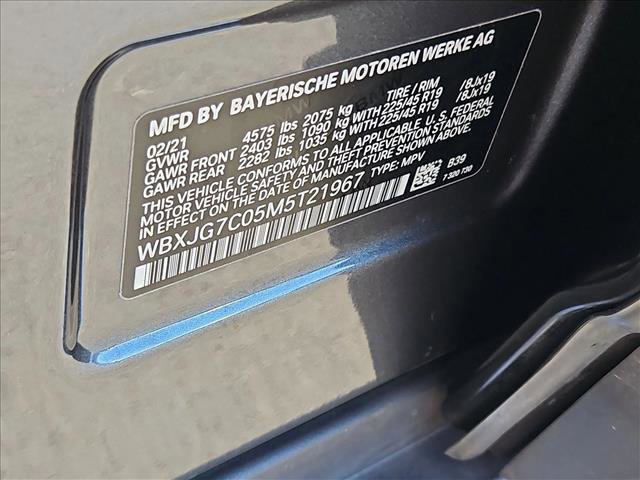 MFD BY BAYERISCHE MOTOREN WERKE AG
02/21 TIRE / RIM
GVWR 4575 lbs 2075 kg
GAWR FRONT 2403 lbs 1090 kg WITH 225/45 R19 /8Jx19
GAWR REAR 2282 lbs 1035 kg WITH 225/45 R19 /8Jx19
THIS VEHICLE CONFORMS TO ALL APPLICABLE U. S. FEDERAL
MOTOR VEHICLE SAFETY AND THEFT PREVENTION STANDARDS
IN EFFECT ON THE DATE OF MANUFACTURE SHOWN ABOVE.
WBXJG7C05M5T21967 TYPE: MPV
B39
7 320 730